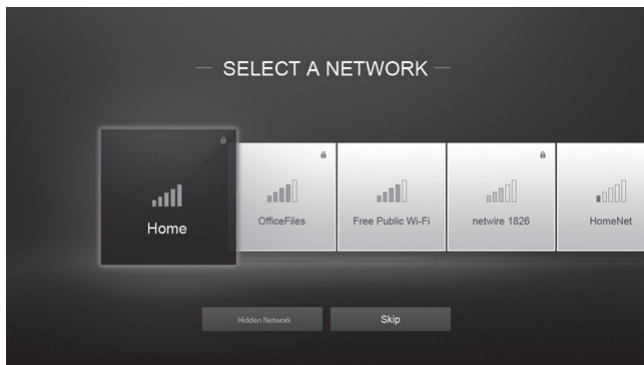 SELECT A NETWORK
Home
OfficeFiles
Free Public Wi-Fi
netwire 1826
HomeNet
Hidden Network
Skip